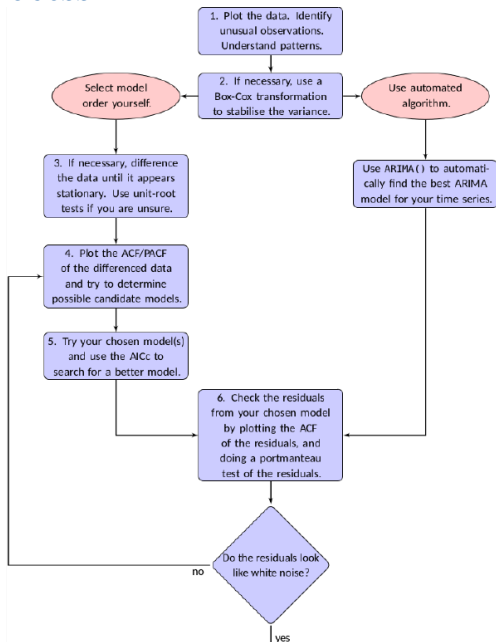 1. Plot the data. Identify
unusual observations.
Understand patterns.
Select model
order yourself.
2. If necessary, use a
Box-Cox transformation
to stabilise the variance.
Use automated
algorithm.
3. If necessary, difference
the data until it appears
stationary. Use unit-root
tests if you are unsure.
Use ARIMA() to automati-
cally find the best ARIMA
model for your time series.
4. Plot the ACF/PACF
of the differenced data
and try to determine
possible candidate models.
5. Try your chosen model(s)
and use the AICc to
search for a better model.
6. Check the residuals
from your chosen model
by plotting the ACF
of the residuals, and
doing a portmanteau
test of the residuals.
Do the residuals look
like white noise?
no
yes